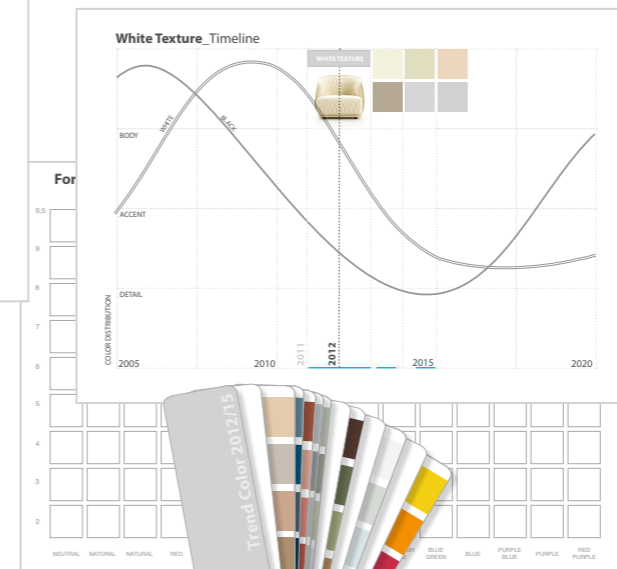 White Texture_Timeline
WHITE TEXTURE
WHITE
BLACK
BODY
ACCENT
DETAIL
COLOR DISTRIBUTION
2005
2010
2011
2012
2015
2020
For
9,5
9
8
7
6
5
4
3
2
Trend Color 2012/15
NEUTRAL NATURAL NATURAL RED BLUE GREEN BLUE PURPLE BLUE PURPLE RED PURPLE